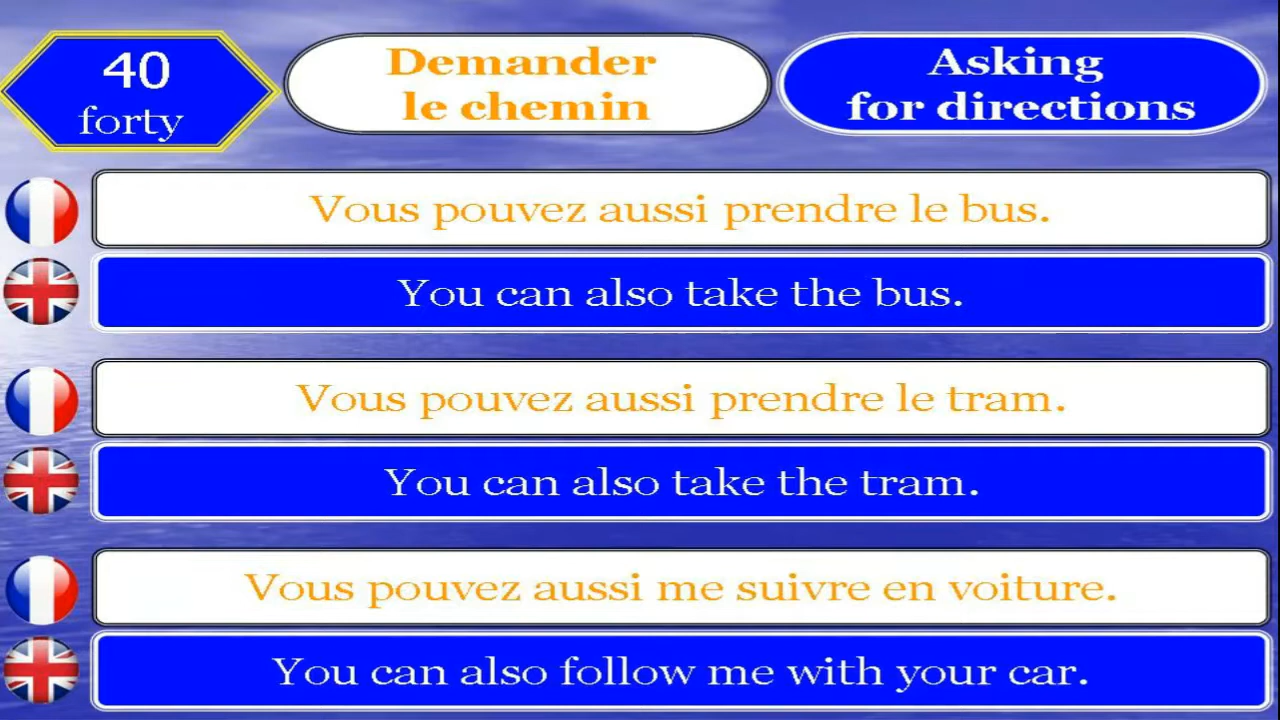 40
forty
Demander
le chemin
Asking
for directions
Vous pouvez aussi prendre le bus.
You can also take the bus.
Vous pouvez aussi prendre le tram.
You can also take the tram.
Vous pouvez aussi me suivre en voiture.
You can also follow me with your car.